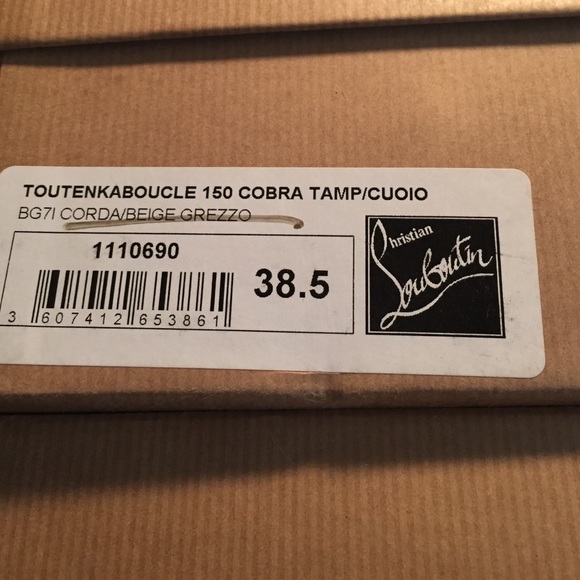 TOUTENKABOUCLE 150 COBRA TAMP/CUOIO
BG7I CORDA/BEIGE GREZZO
1110690
38.5
3 607412 653861
Christian
Louboutin